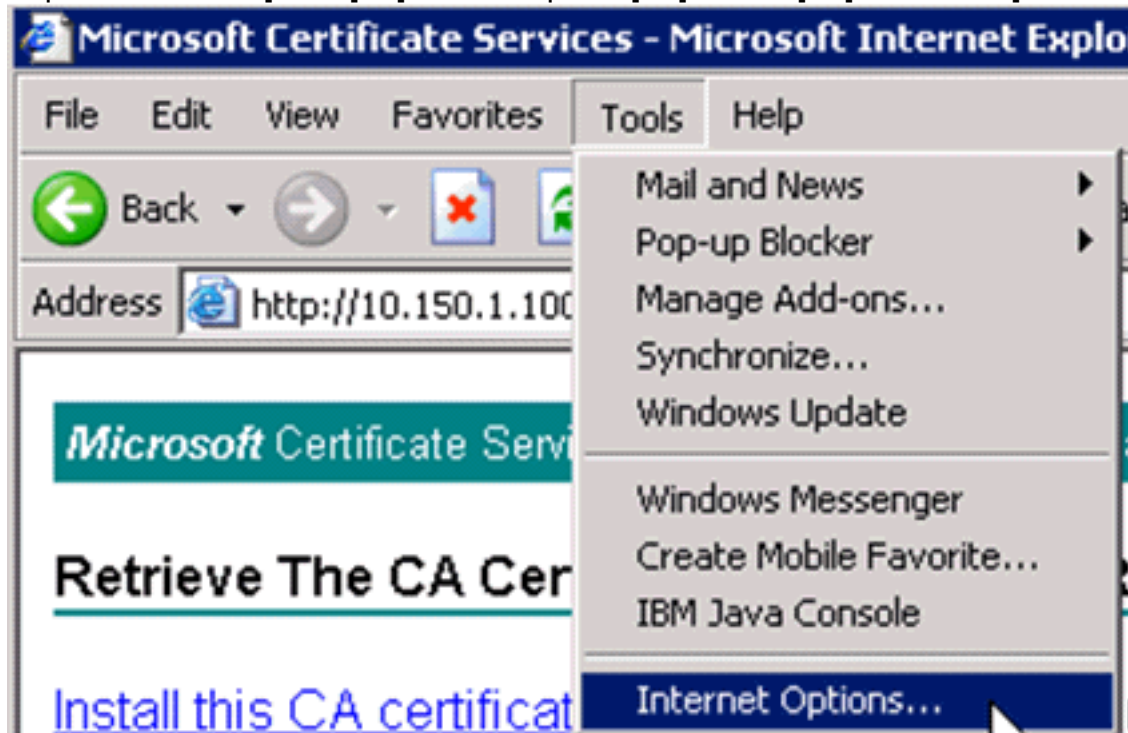 Microsoft Certificate Services - Microsoft Internet Explo
File Edit View Favorites Tools Help
Back
Address http://10.150.1.100
Mail and News
Pop-up Blocker
Manage Add-ons...
Synchronize...
Windows Update
Windows Messenger
Create Mobile Favorite...
IBM Java Console
Internet Options...
Microsoft Certificate Servi
Retrieve The CA Cer
Install this CA certificat